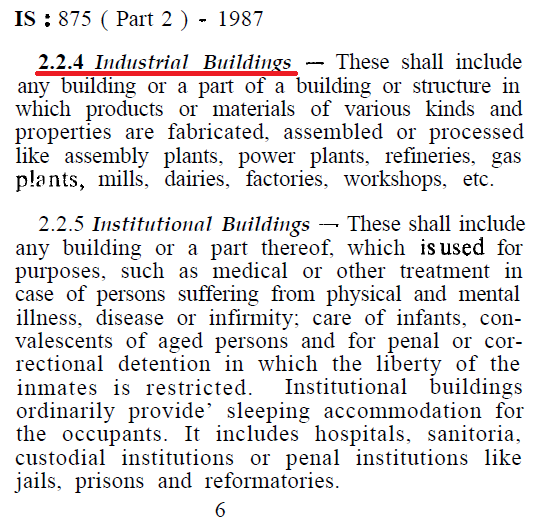 IS : 875 ( Part 2 ) - 1987
2.2.4 Industrial Buildings — These shall include
any building or a part of a building or structure in
which products or materials of various kinds and
properties are fabricated, assembled or processed
like assembly plants, power plants, refineries, gas
plants, mills, dairies, factories, workshops, etc.
2.2.5 Institutional Buildings — These shall include
any building or a part thereof, which is used for
purposes, such as medical or other treatment in
case of persons suffering from physical and mental
illness, disease or infirmity; care of infants, con-
valescents of aged persons and for penal or cor-
rectional detention in which the liberty of the
inmates is restricted. Institutional buildings
ordinarily provide’ sleeping accommodation for
the occupants. It includes hospitals, sanitoria,
custodial institutions or penal institutions like
jails, prisons and reformatories.
6